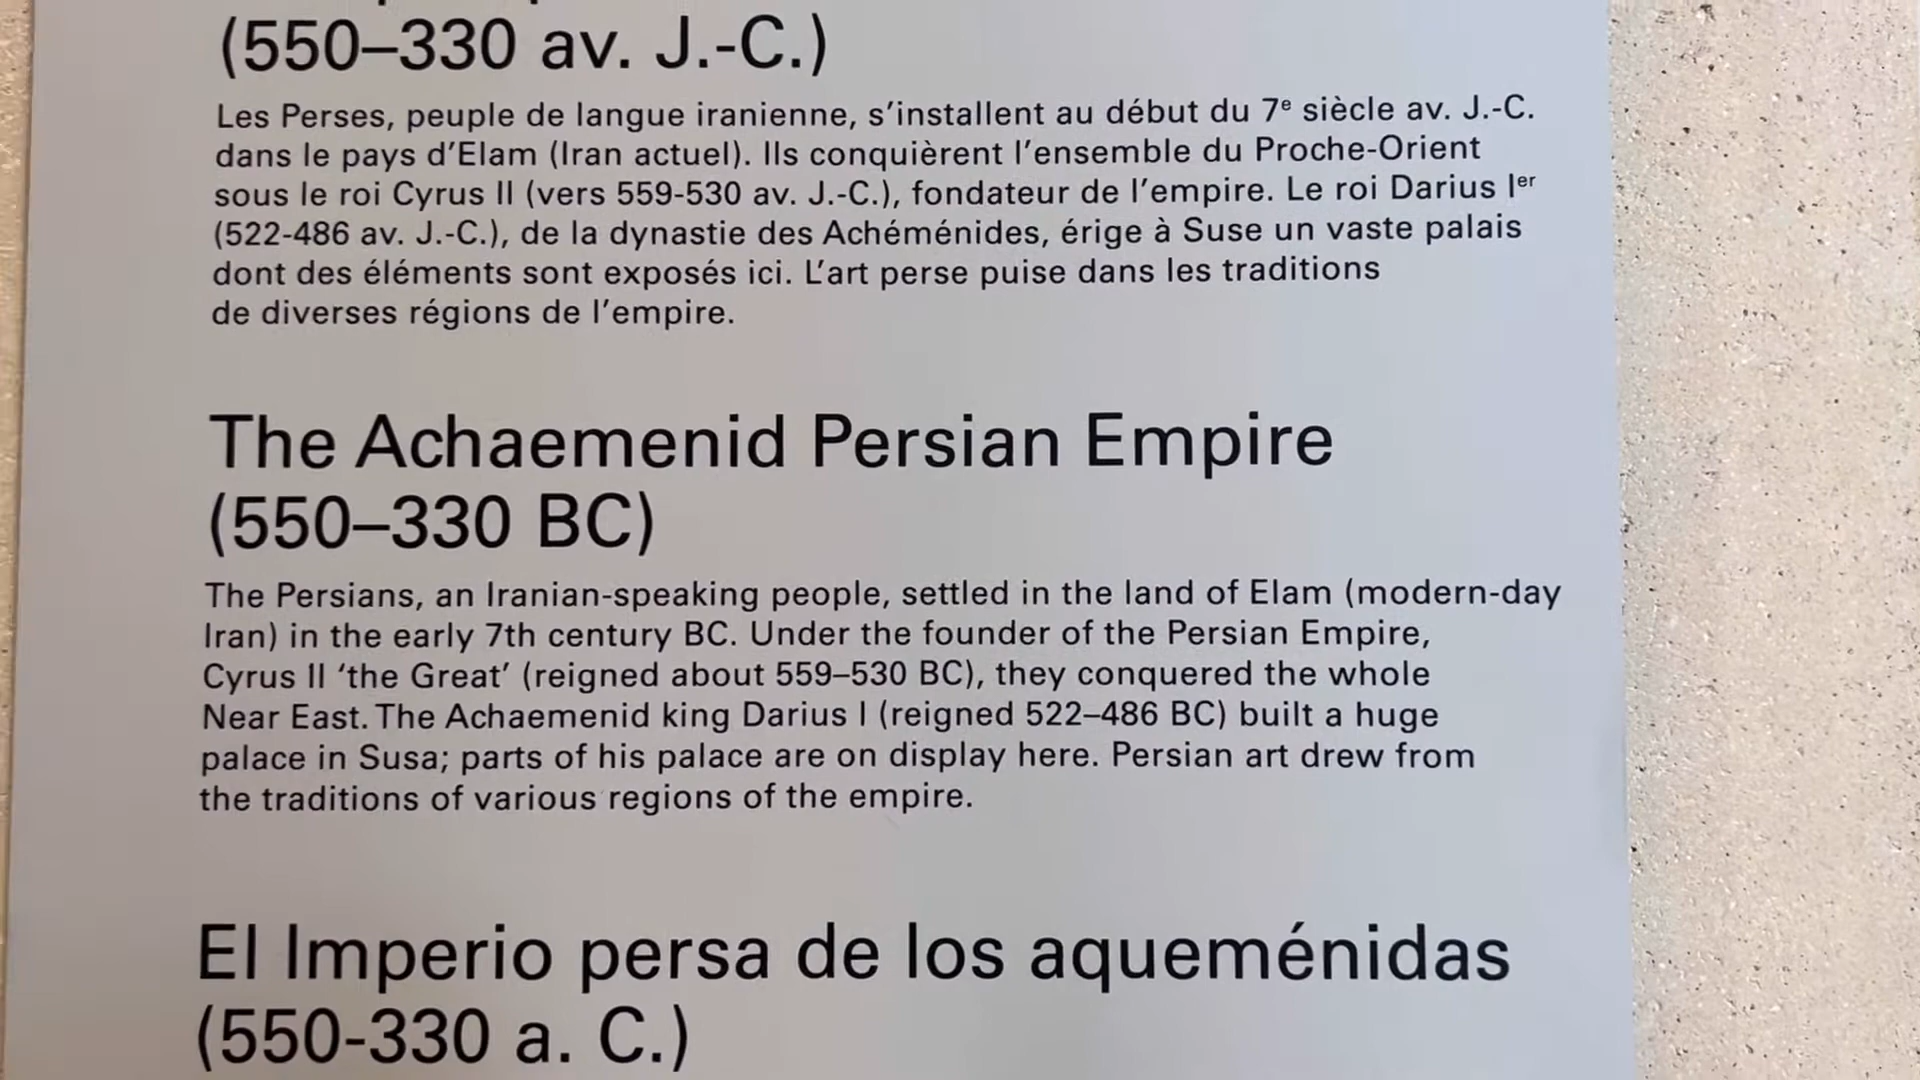 (550–330 av. J.-C.)
Les Perses, peuple de langue iranienne, s’installent au début du 7e siècle av. J.-C.
dans le pays d’Elam (Iran actuel). Ils conquièrent l’ensemble du Proche-Orient
sous le roi Cyrus II (vers 559-530 av. J.-C.), fondateur de l’empire. Le roi Darius Ier
(522-486 av. J.-C.), de la dynastie des Achéménides, érige à Suse un vaste palais
dont des éléments sont exposés ici. L’art perse puise dans les traditions
de diverses régions de l’empire.
The Achaemenid Persian Empire
(550–330 BC)
The Persians, an Iranian-speaking people, settled in the land of Elam (modern-day
Iran) in the early 7th century BC. Under the founder of the Persian Empire,
Cyrus II ‘the Great’ (reigned about 559–530 BC), they conquered the whole
Near East. The Achaemenid king Darius I (reigned 522–486 BC) built a huge
palace in Susa; parts of his palace are on display here. Persian art drew from
the traditions of various regions of the empire.
El Imperio persa de los aqueménidas
(550-330 a. C.)